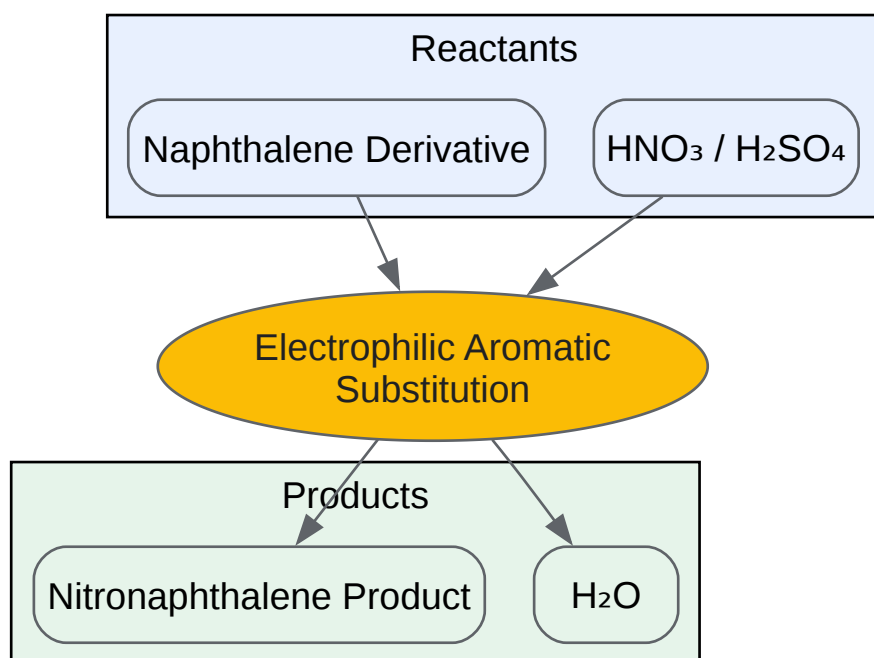 Reactants
Naphthalene Derivative
HNO₃ / H₂SO₄
Electrophilic Aromatic
Substitution
Products
Nitronaphthalene Product
H₂O